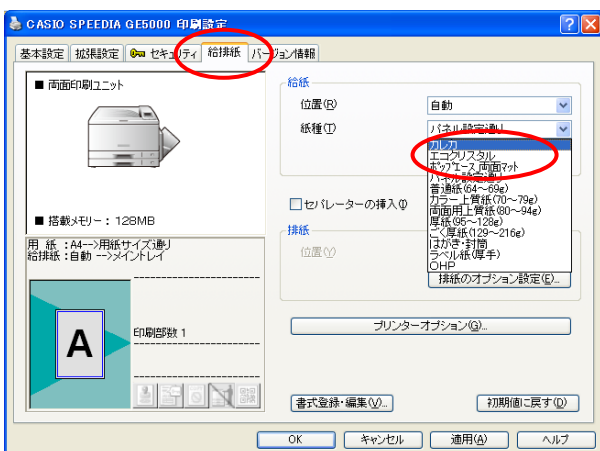 CASIO SPEEDIA GE5000 印刷設定
基本設定 拡張設定 セキュリティ 給排紙 バージョン情報
■ 両面印刷ユニット
■ 搭載メモリー：128MB
用 紙 ：A4-->用紙サイズ通り
給排紙：自動 -->メイントレイ
A
印刷部数 1
給紙
位置(R) 自動
紙種(T) パネル設定通り
カレカ
エコクリスタル
ポップエース 両面マット
パネル設定通り
普通紙(64～69g)
カラー上質紙(70～79g)
両面用上質紙(80～94g)
厚紙(95～128g)
ごく厚紙(129～216g)
はがき・封筒
ラベル紙(厚手)
OHP
セパレーターの挿入(I)
排紙
位置(Y)
排紙のオプション設定(E)...
プリンターオプション(G)...
書式登録・編集(V)... 初期値に戻す(D)
OK キャンセル 適用(A) ヘルプ